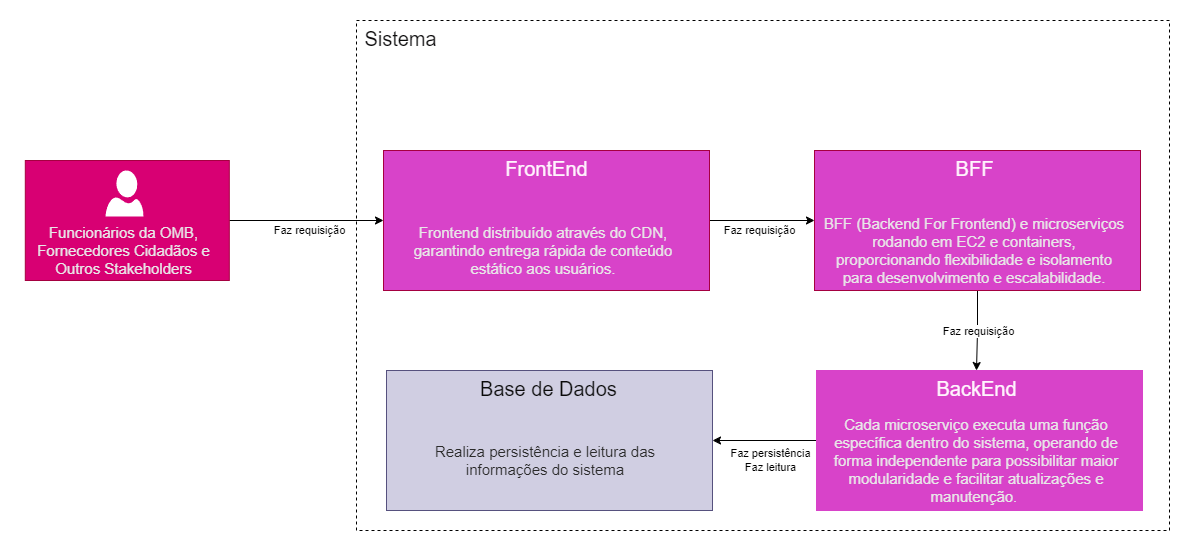 Sistema
Funcionários da OMB,
Fornecedores Cidadãos e
Outros Stakeholders
Faz requisição
FrontEnd
Frontend distribuído através do CDN,
garantindo entrega rápida de conteúdo
estático aos usuários.
Faz requisição
BFF
BFF (Backend For Frontend) e microserviços
rodando em EC2 e containers,
proporcionando flexibilidade e isolamento
para desenvolvimento e escalabilidade.
Faz requisição
BackEnd
Cada microserviço executa uma função
específica dentro do sistema, operando de
forma independente para possibilitar maior
modularidade e facilitar atualizações e
manutenção.
Faz persistência
Faz leitura
Base de Dados
Realiza persistência e leitura das
informações do sistema